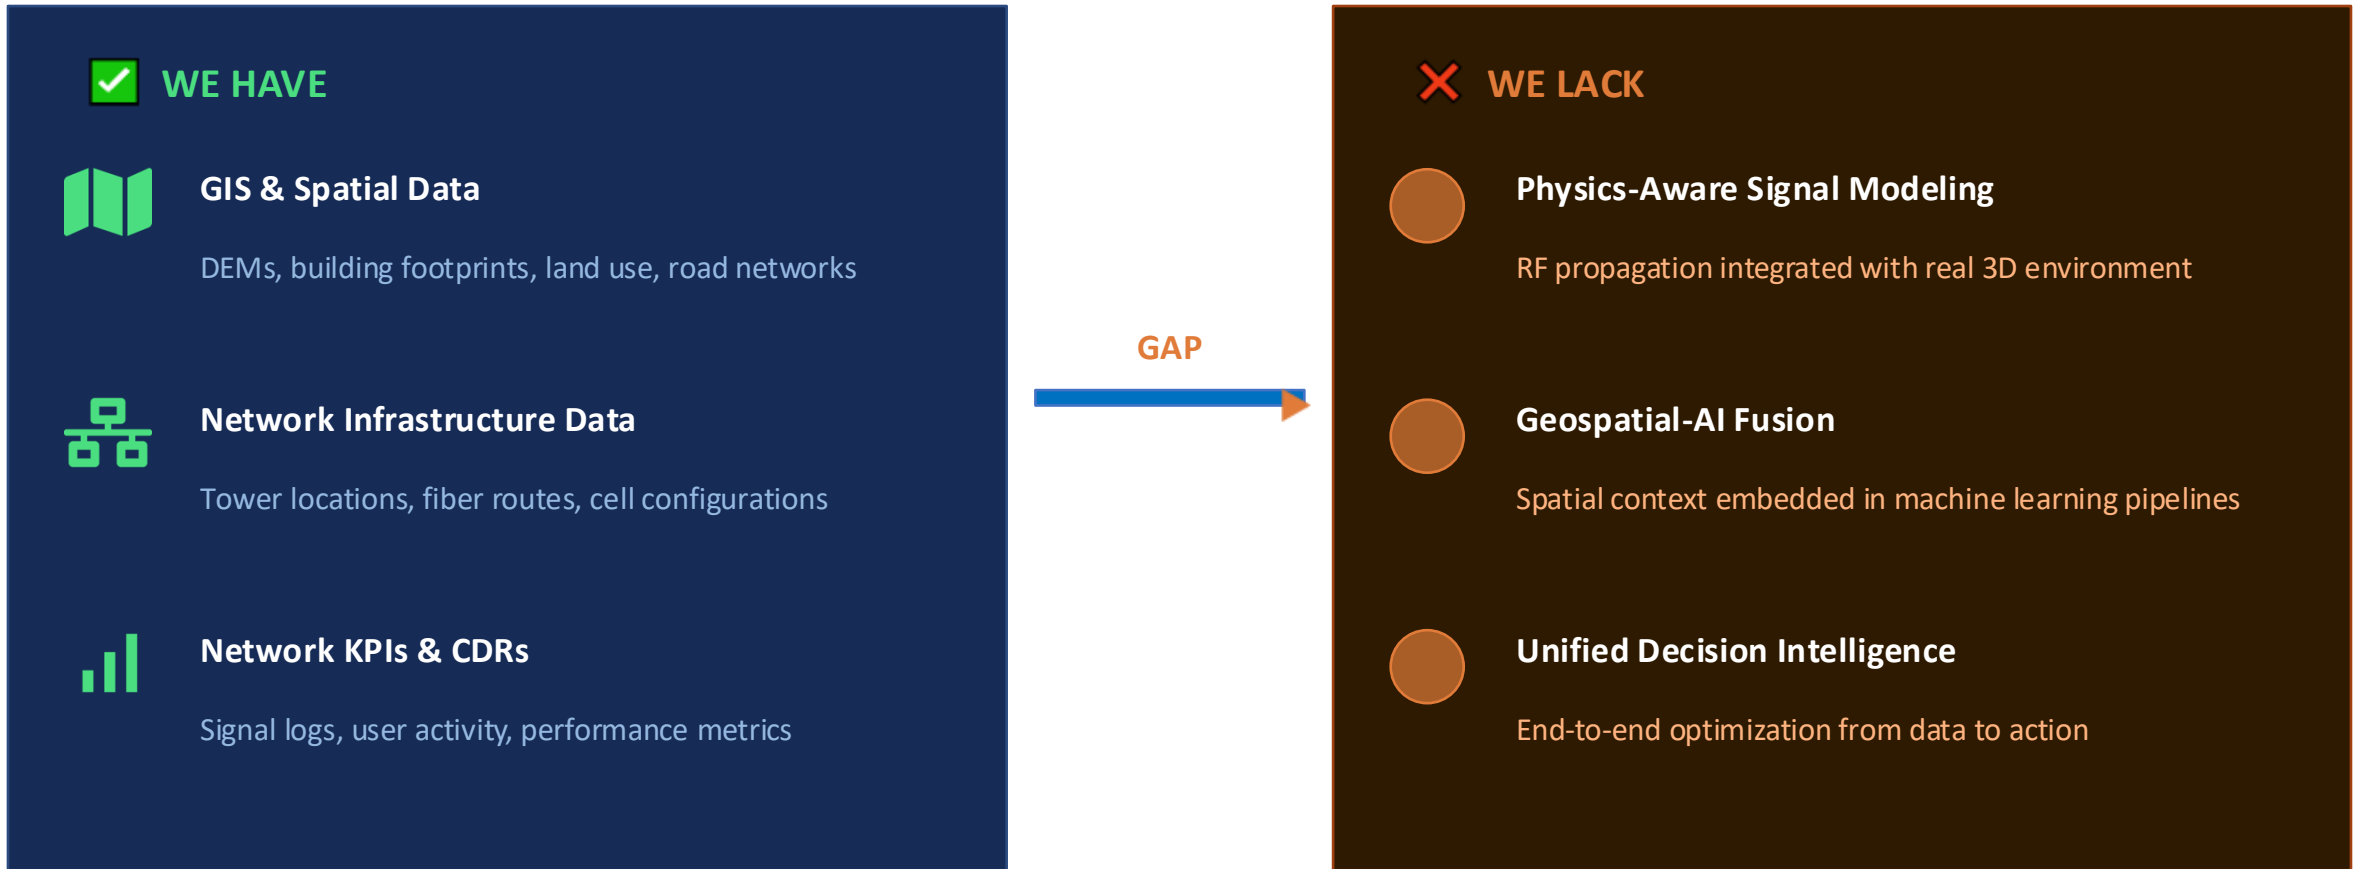 WE HAVE
GIS & Spatial Data
DEMs, building footprints, land use, road networks
Network Infrastructure Data
Tower locations, fiber routes, cell configurations
Network KPIs & CDRs
Signal logs, user activity, performance metrics
GAP
WE LACK
Physics-Aware Signal Modeling
RF propagation integrated with real 3D environment
Geospatial-AI Fusion
Spatial context embedded in machine learning pipelines
Unified Decision Intelligence
End-to-end optimization from data to action